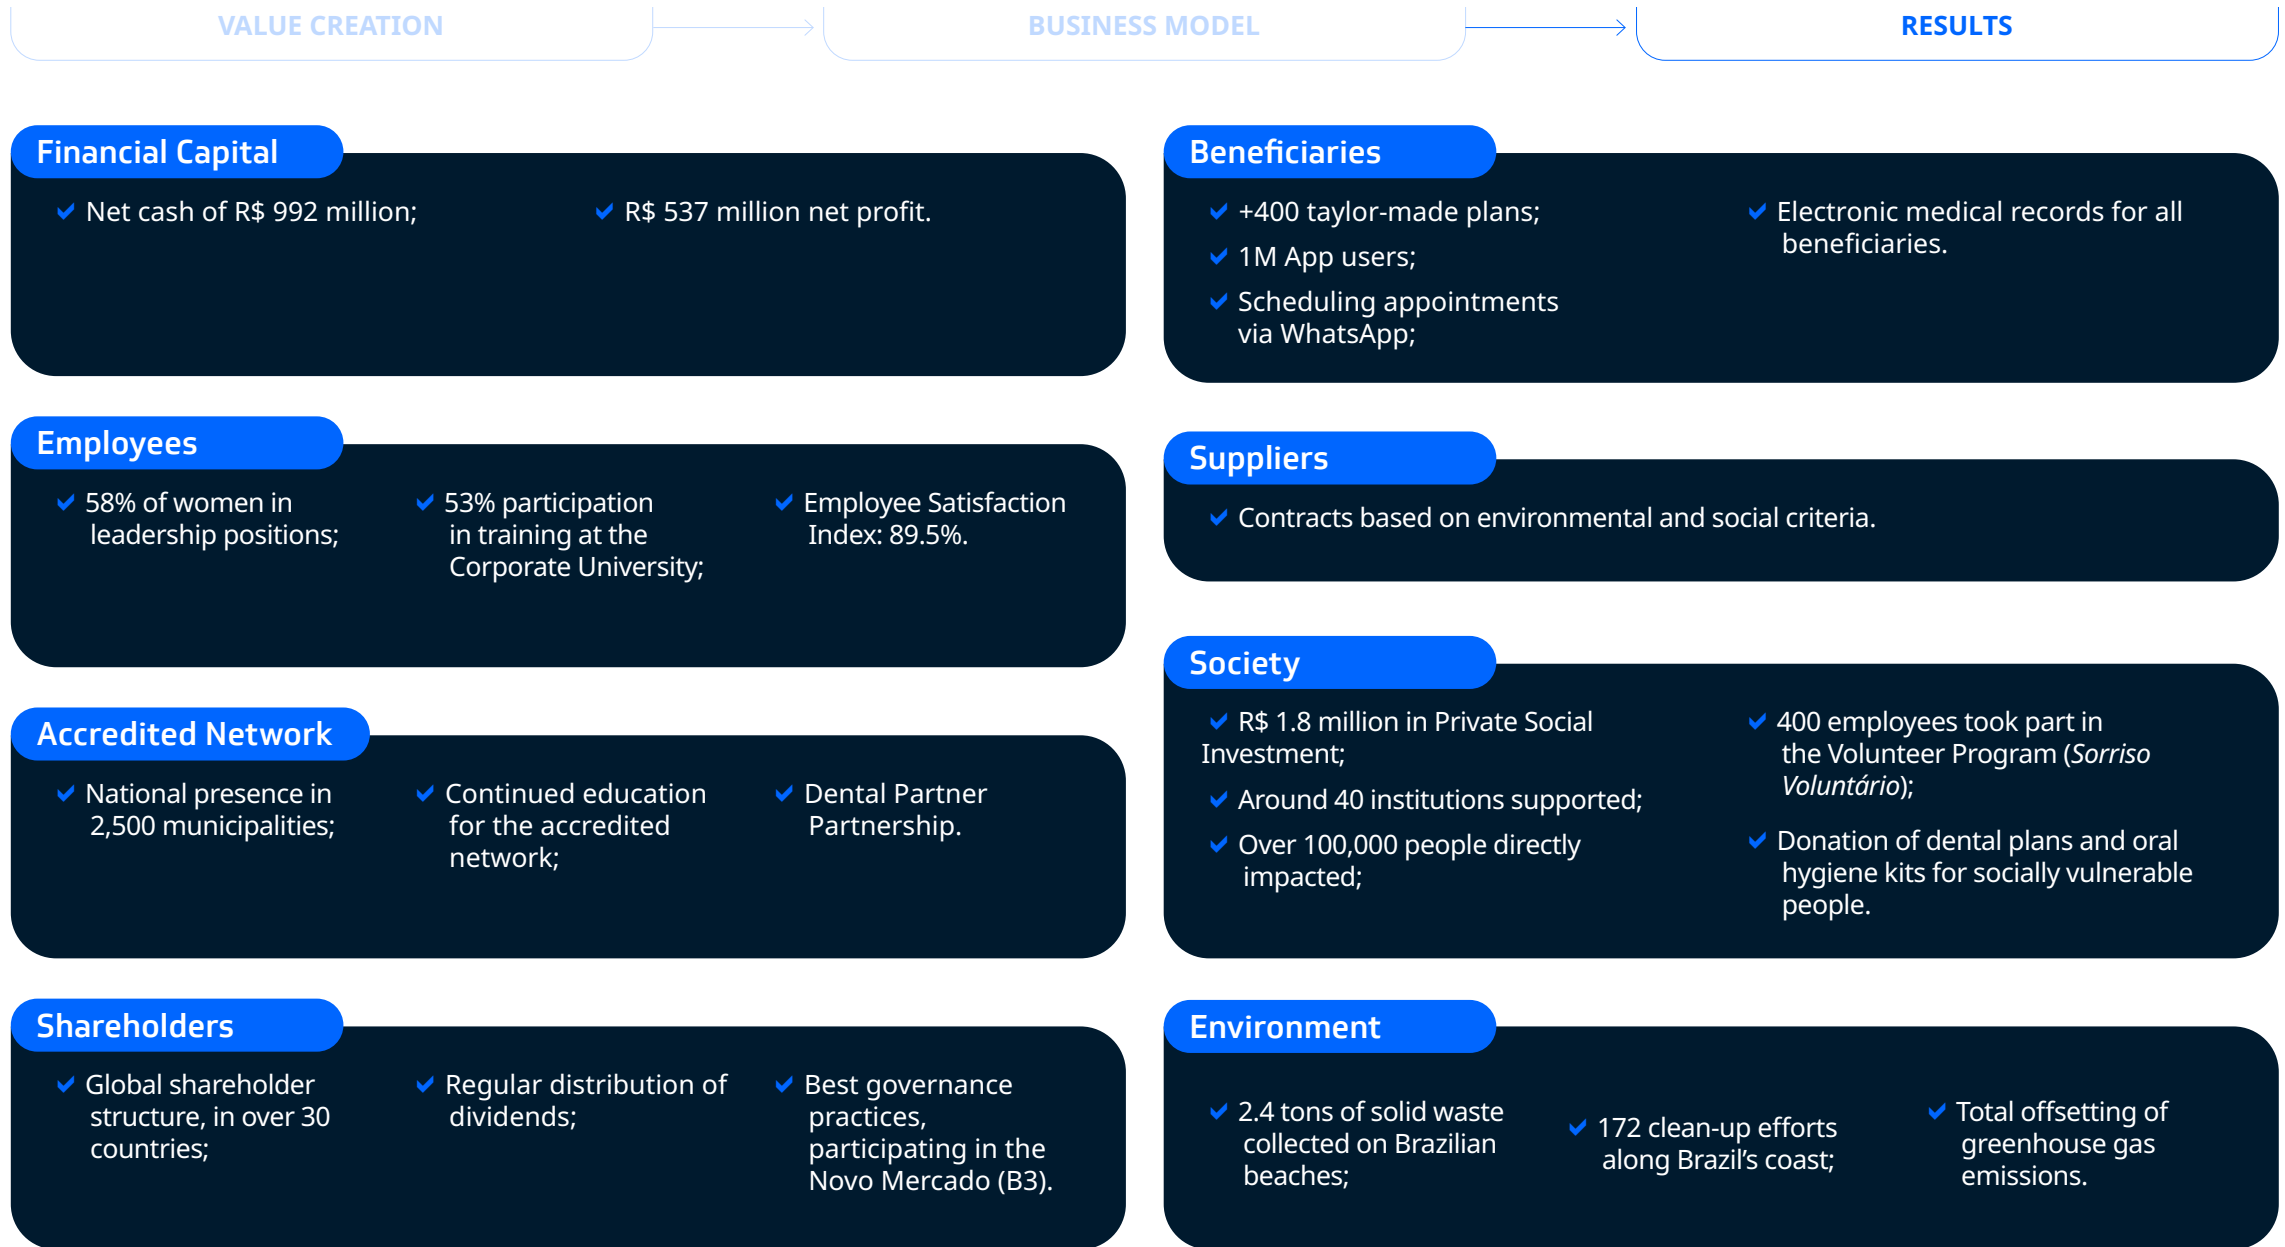 VALUE CREATION
BUSINESS MODEL
RESULTS
Financial Capital
Net cash of R$ 992 million;
R$ 537 million net profit.
Employees
58% of women in
leadership positions;
53% participation
in training at the
Corporate University;
Employee Satisfaction
Index: 89.5%.
Accredited Network
National presence in
2,500 municipalities;
Continued education
for the accredited
network;
Dental Partner
Partnership.
Shareholders
Global shareholder
structure, in over 30
countries;
Regular distribution of
dividends;
Best governance
practices,
participating in the
Novo Mercado (B3).
Beneficiaries
+400 taylor-made plans;
1M App users;
Scheduling appointments
via WhatsApp;
Electronic medical records for all
beneficiaries.
Suppliers
Contracts based on environmental and social criteria.
Society
R$ 1.8 million in Private Social
Investment;
Around 40 institutions supported;
Over 100,000 people directly
impacted;
400 employees took part in
the Volunteer Program (Sorriso
Voluntário);
Donation of dental plans and oral
hygiene kits for socially vulnerable
people.
Environment
2.4 tons of solid waste
collected on Brazilian
beaches;
172 clean-up efforts
along Brazil’s coast;
Total offsetting of
greenhouse gas
emissions.